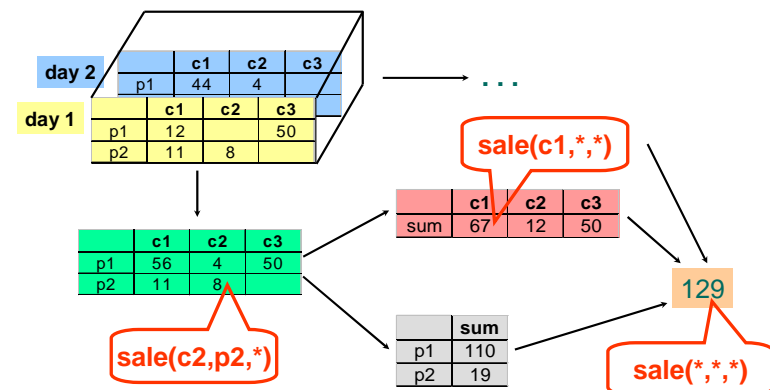 c1 c2 c3
day 2
p1 44 4
c1 c2 c3
day 1
p1 12 50
p2 11 8
. . .
sale(c1,*,*)
c1 c2 c3
sum 67 12 50
c1 c2 c3
p1 56 4 50
p2 11 8
129
sale(c2,p2,*)
sum
p1 110
p2 19
sale(*,*,*)